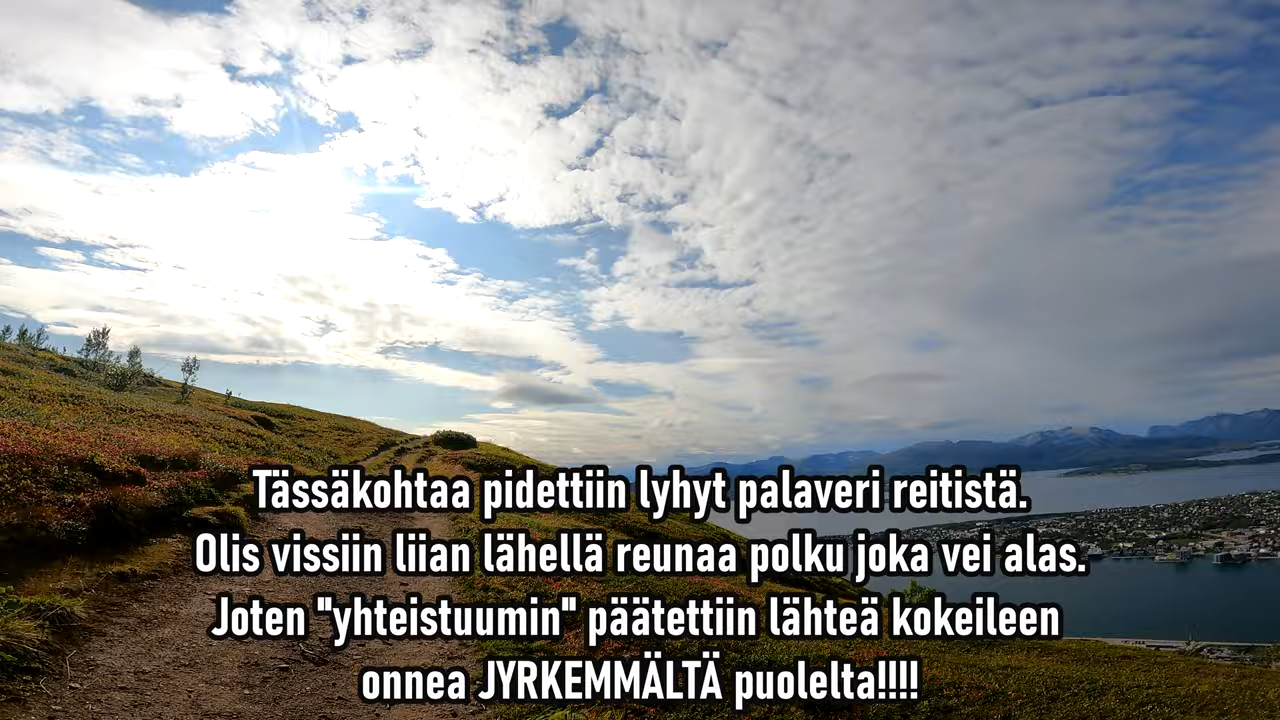 Tässäkohtaa pidettiin lyhyt palaveri reitistä.
Olis vissiin liian lähellä reunaa polku joka vei alas.
Joten "yhteistuumin" päätettiin lähteä kokeileen
onnea JYRKEMMÄLTÄ puolelta!!!!